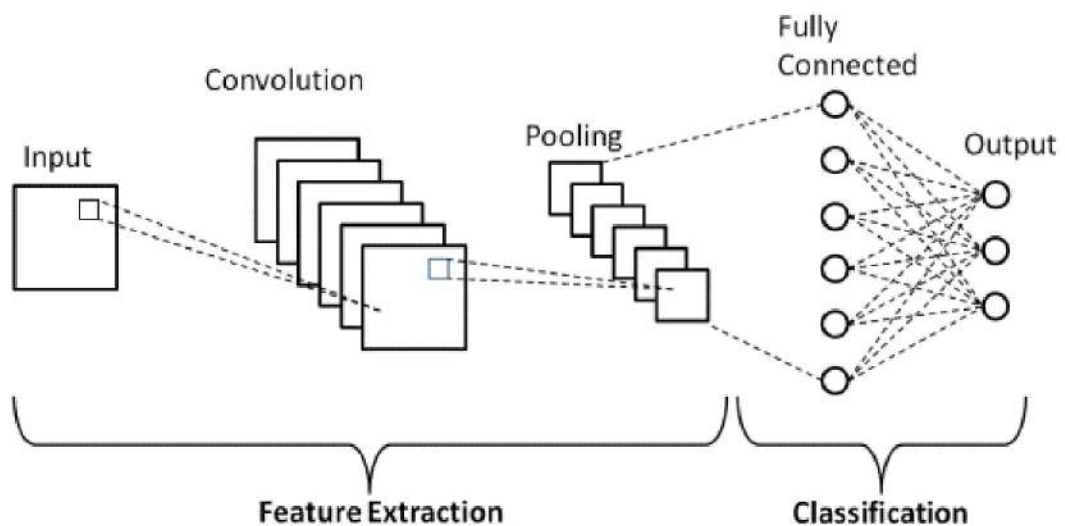 Input
Convolution
Pooling
Fully
Connected
Output
Feature Extraction
Classification